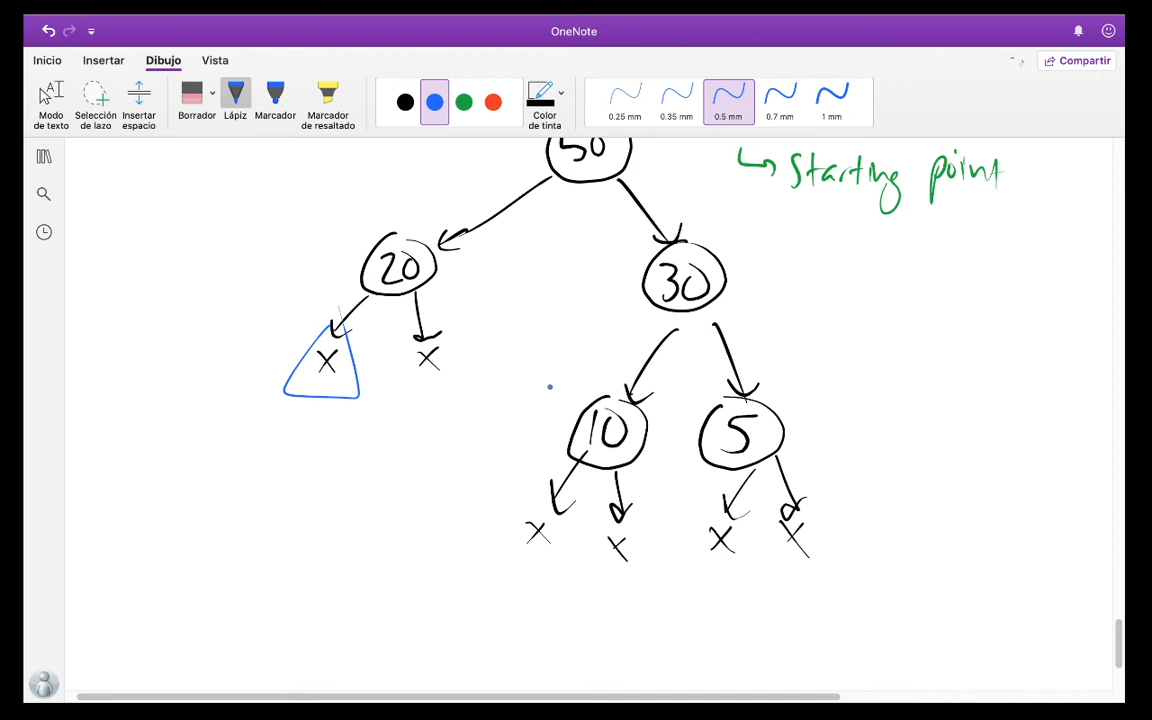 OneNote
Inicio Insertar Dibujo Vista
Compartir
Modo de texto
Selección de lazo
Insertar espacio
Borrador
Lápiz
Marcador
Marcador de resaltado
Color de tinta
0.25 mm
0.35 mm
0.5 mm
0.7 mm
1 mm
50
Starting point
20
30
X X
10 5
X X X X